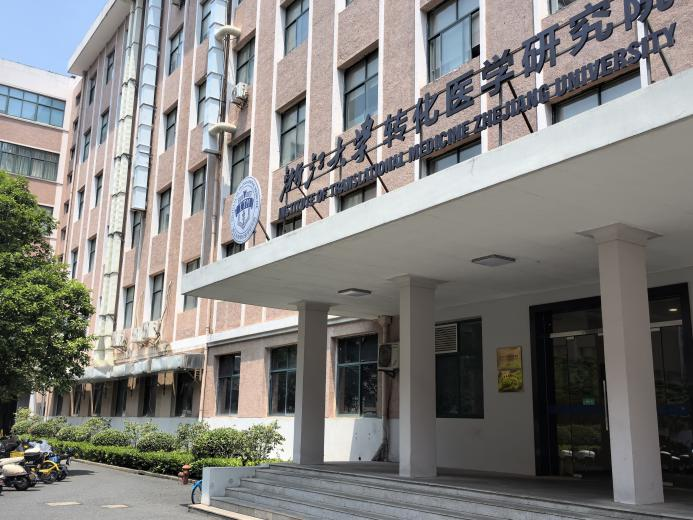 浙江大学 转化医学研究院
INSTITUTE OF TRANSLATIONAL MEDICINE ZHEJIANG UNIVERSITY